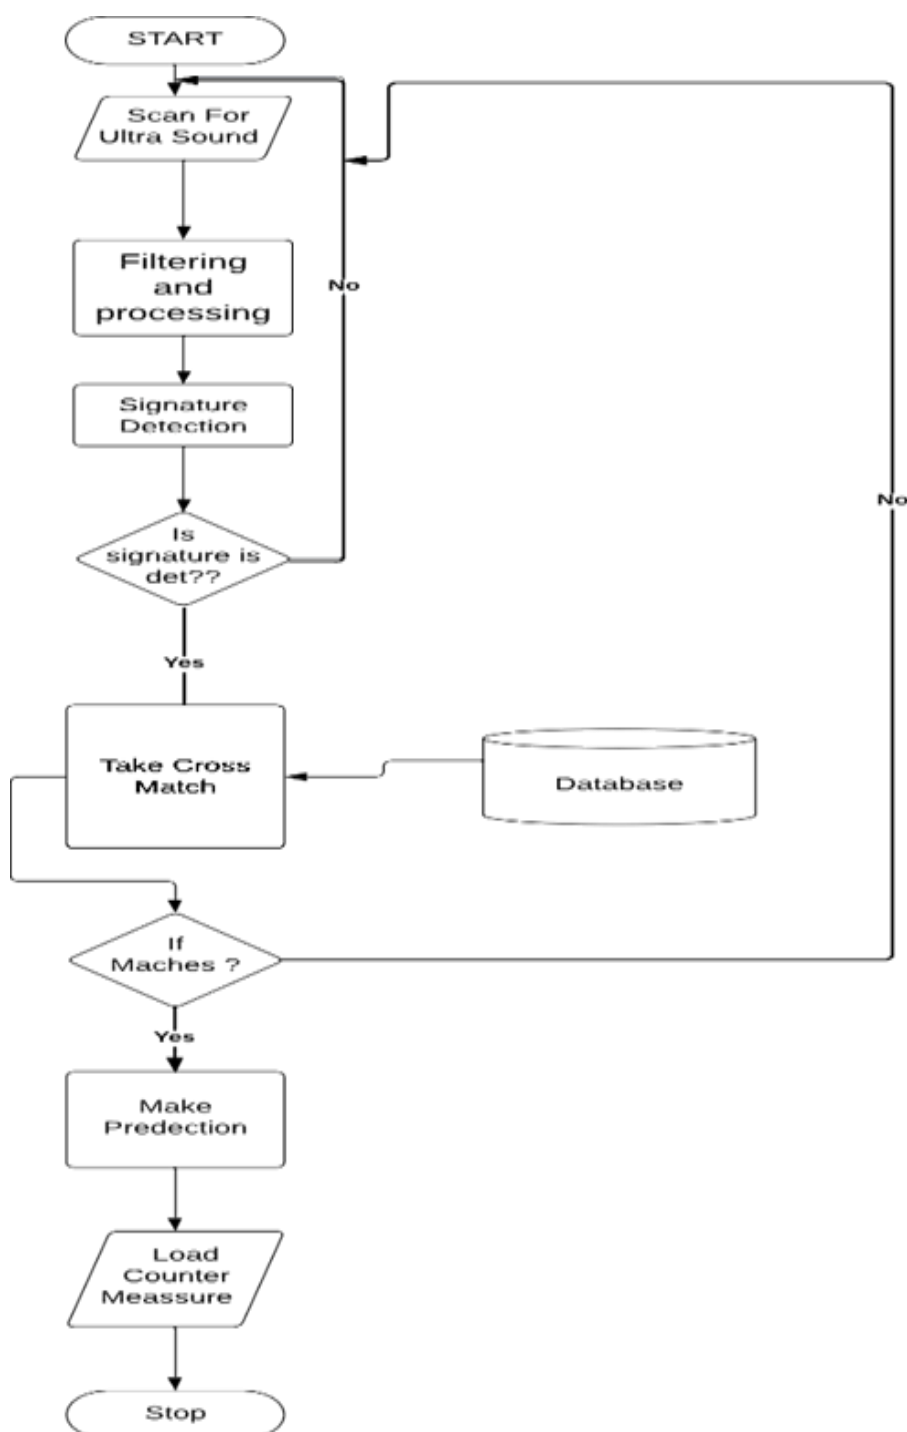 START
Scan For
Ultra Sound
Filtering
and
processing
No
Signature
Detection
No
Is
signature is
det??
Yes
Take Cross
Match
Database
If
Maches ?
Yes
Make
Predection
Load
Counter
Meassure
Stop